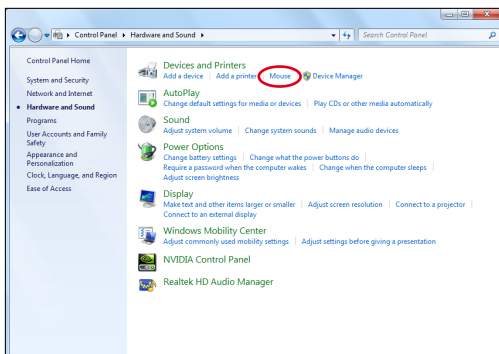 Control Panel ▸ Hardware and Sound ▸
Search Control Panel
Control Panel Home
System and Security
Network and Internet
Hardware and Sound
Programs
User Accounts and Family
Safety
Appearance and
Personalization
Clock, Language, and Region
Ease of Access
Devices and Printers
Add a device | Add a printer | Mouse | Device Manager
AutoPlay
Change default settings for media or devices | Play CDs or other media automatically
Sound
Adjust system volume | Change system sounds | Manage audio devices
Power Options
Change battery settings | Change what the power buttons do |
Require a password when the computer wakes | Change when the computer sleeps |
Adjust screen brightness
Display
Make text and other items larger or smaller | Adjust screen resolution | Connect to a projector |
Connect to an external display
Windows Mobility Center
Adjust commonly used mobility settings | Adjust settings before giving a presentation
NVIDIA Control Panel
Realtek HD Audio Manager